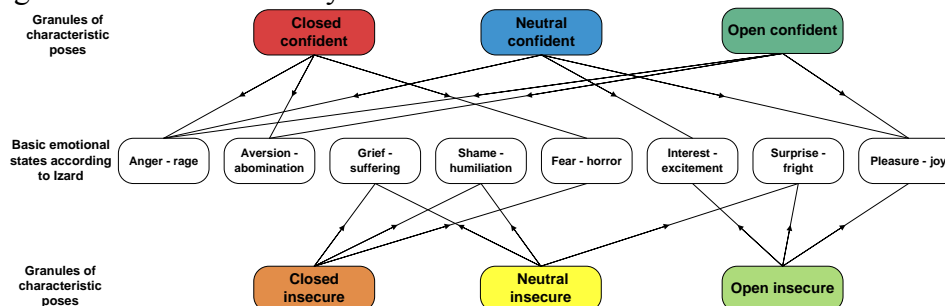 Granules of
characteristic
poses
Closed
confident
Neutral
confident
Open confident
Basic emotional
states according
to Izard
Anger - rage
Aversion -
abomination
Grief -
suffering
Shame -
humiliation
Fear - horror
Interest -
excitement
Surprise -
fright
Pleasure - joy
Granules of
characteristic
poses
Closed
insecure
Neutral
insecure
Open insecure